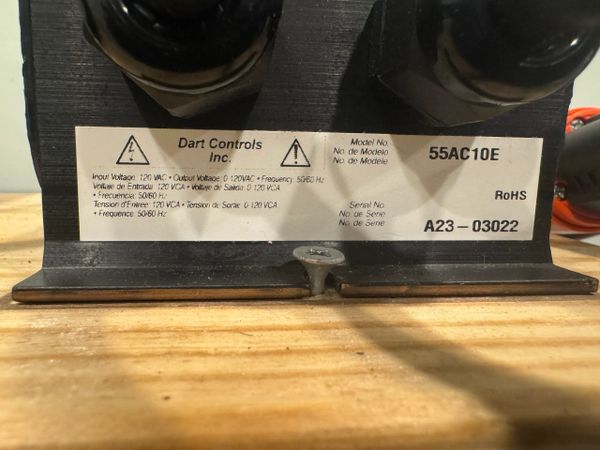 Dart Controls
Inc.
Input Voltage: 120 VAC • Output Voltage: 0-120VAC • Frequency: 50/60 Hz
Voltaje de Entrada: 120 VCA • Voltaje de Salida: 0-120 VCA
• Frecuencia: 50/60 Hz
Tension d'Entree: 120 VCA • Tension de Sortie: 0-120 VCA
• Frequence: 50/60 Hz
Model No.
No. de Modelo
No. de Modele
55AC10E
RoHS
Serial No.
No. de Serie
No. de Serie
A23-03022